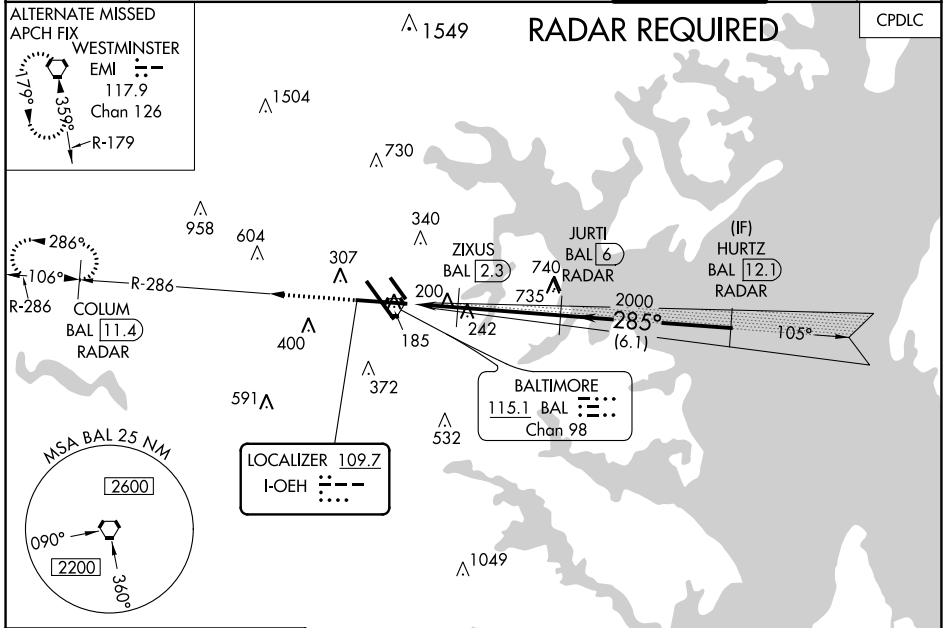 ALTERNATE MISSED
APCH FIX
WESTMINSTER
EMI
117.9
Chan 126
179°
359°
R-179
1549
RADAR REQUIRED
CPDLC
1504
730
958
604
340
307
286°
106°
R-286
R-286
COLUM
BAL 11.4
RADAR
ZIXUS
BAL 2.3
JURTI
BAL 6
RADAR
(IF)
HURTZ
BAL 12.1
RADAR
740
735
200
242
185
2000
285°
(6.1)
105°
400
372
591
532
BALTIMORE
115.1 BAL
Chan 98
LOCALIZER 109.7
I-OEH
MSA BAL 25 NM
2600
090°
2200
360°
1049